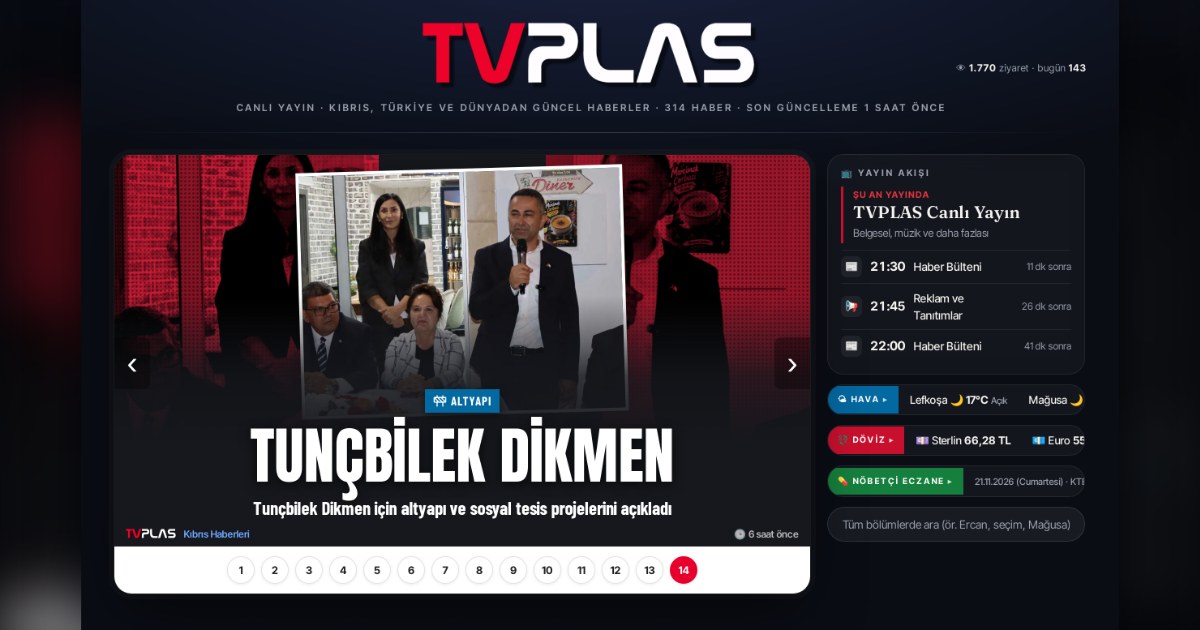 TVPLAS
1.770 ziyaret · bugün 143
CANLI YAYIN · KIBRIS, TÜRKİYE VE DÜNYADAN GÜNCEL HABERLER · 314 HABER · SON GÜNCELLEME 1 SAAT ÖNCE
Diner
ALTYAPI
TUNÇBİLEK DİKMEN
Tunçbilek Dikmen için altyapı ve sosyal tesis projelerini açıkladı
TVPLAS Kıbrıs Haberleri
6 saat önce
‹
›
1 2 3 4 5 6 7 8 9 10 11 12 13 14
YAYIN AKIŞI
ŞU AN YAYINDA
TVPLAS Canlı Yayın
Belgesel, müzik ve daha fazlası
21:30 Haber Bülteni 11 dk sonra
21:45 Reklam ve Tanıtımlar 26 dk sonra
22:00 Haber Bülteni 41 dk sonra
HAVA ▸ Lefkoşa 🌙 17°C Açık Mağusa 🌙
DÖVİZ ▸ 💷 Sterlin 66,28 TL 💶 Euro 55
NÖBETÇİ ECZANE ▸ 21.11.2026 (Cumartesi) · KTE
Tüm bölümlerde ara (ör. Ercan, seçim, Mağusa)